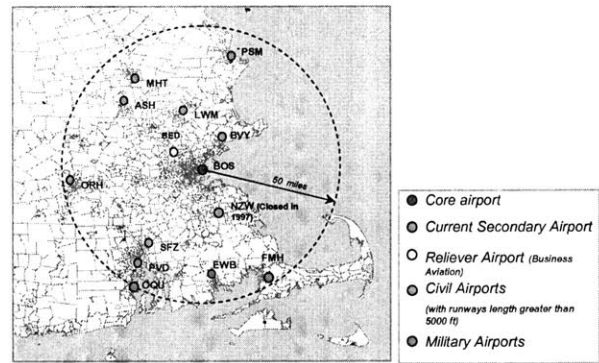 PSM
MHT
ASH
LWM
BED
BVY
BOS
50 miles
ORH
NZW (Closed in
1997)
SFZ
PVD
EWB
FMH
OQU
Core airport
Current Secondary Airport
Reliever Airport (Business
Aviation)
Civil Airports
(with runways length greater than
5000 ft)
Military Airports